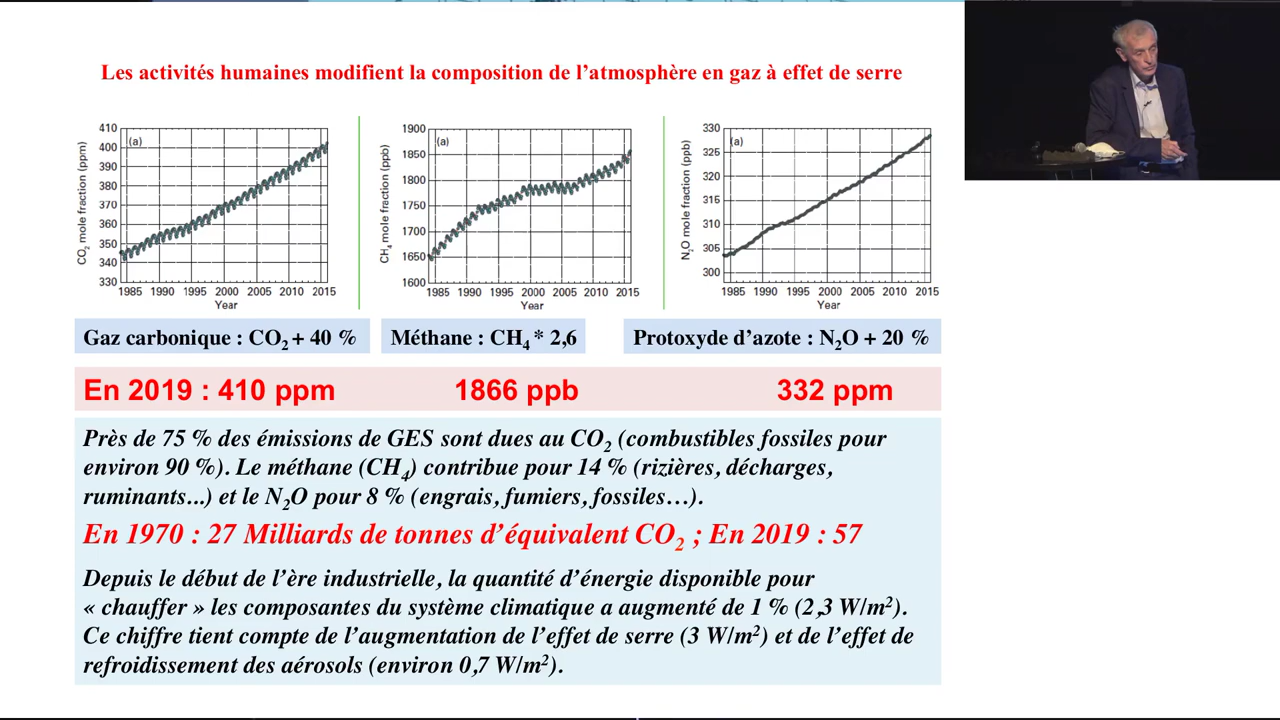 Les activités humaines modifient la composition de l'atmosphère en gaz à effet de serre
CO2 mole fraction (ppm)
410
400
390
380
370
360
350
340
330
(a)
1985 1990 1995 2000 2005 2010 2015
Year
CH4 mole fraction (ppb)
1900
1850
1800
1750
1700
1650
1600
(a)
1985 1990 1995 2000 2005 2010 2015
Year
N2O mole fraction (ppb)
330
325
320
315
310
305
300
(a)
1985 1990 1995 2000 2005 2010 2015
Year
Gaz carbonique : CO2 + 40 %
Méthane : CH4 * 2,6
Protoxyde d'azote : N2O + 20 %
En 2019 : 410 ppm 1866 ppb 332 ppm
Près de 75 % des émissions de GES sont dues au CO2 (combustibles fossiles pour
environ 90 %). Le méthane (CH4) contribue pour 14 % (rizières, décharges,
ruminants...) et le N2O pour 8 % (engrais, fumiers, fossiles…).
En 1970 : 27 Milliards de tonnes d'équivalent CO2 ; En 2019 : 57
Depuis le début de l'ère industrielle, la quantité d'énergie disponible pour
« chauffer » les composantes du système climatique a augmenté de 1 % (2,3 W/m²).
Ce chiffre tient compte de l'augmentation de l'effet de serre (3 W/m²) et de l'effet de
refroidissement des aérosols (environ 0,7 W/m²).